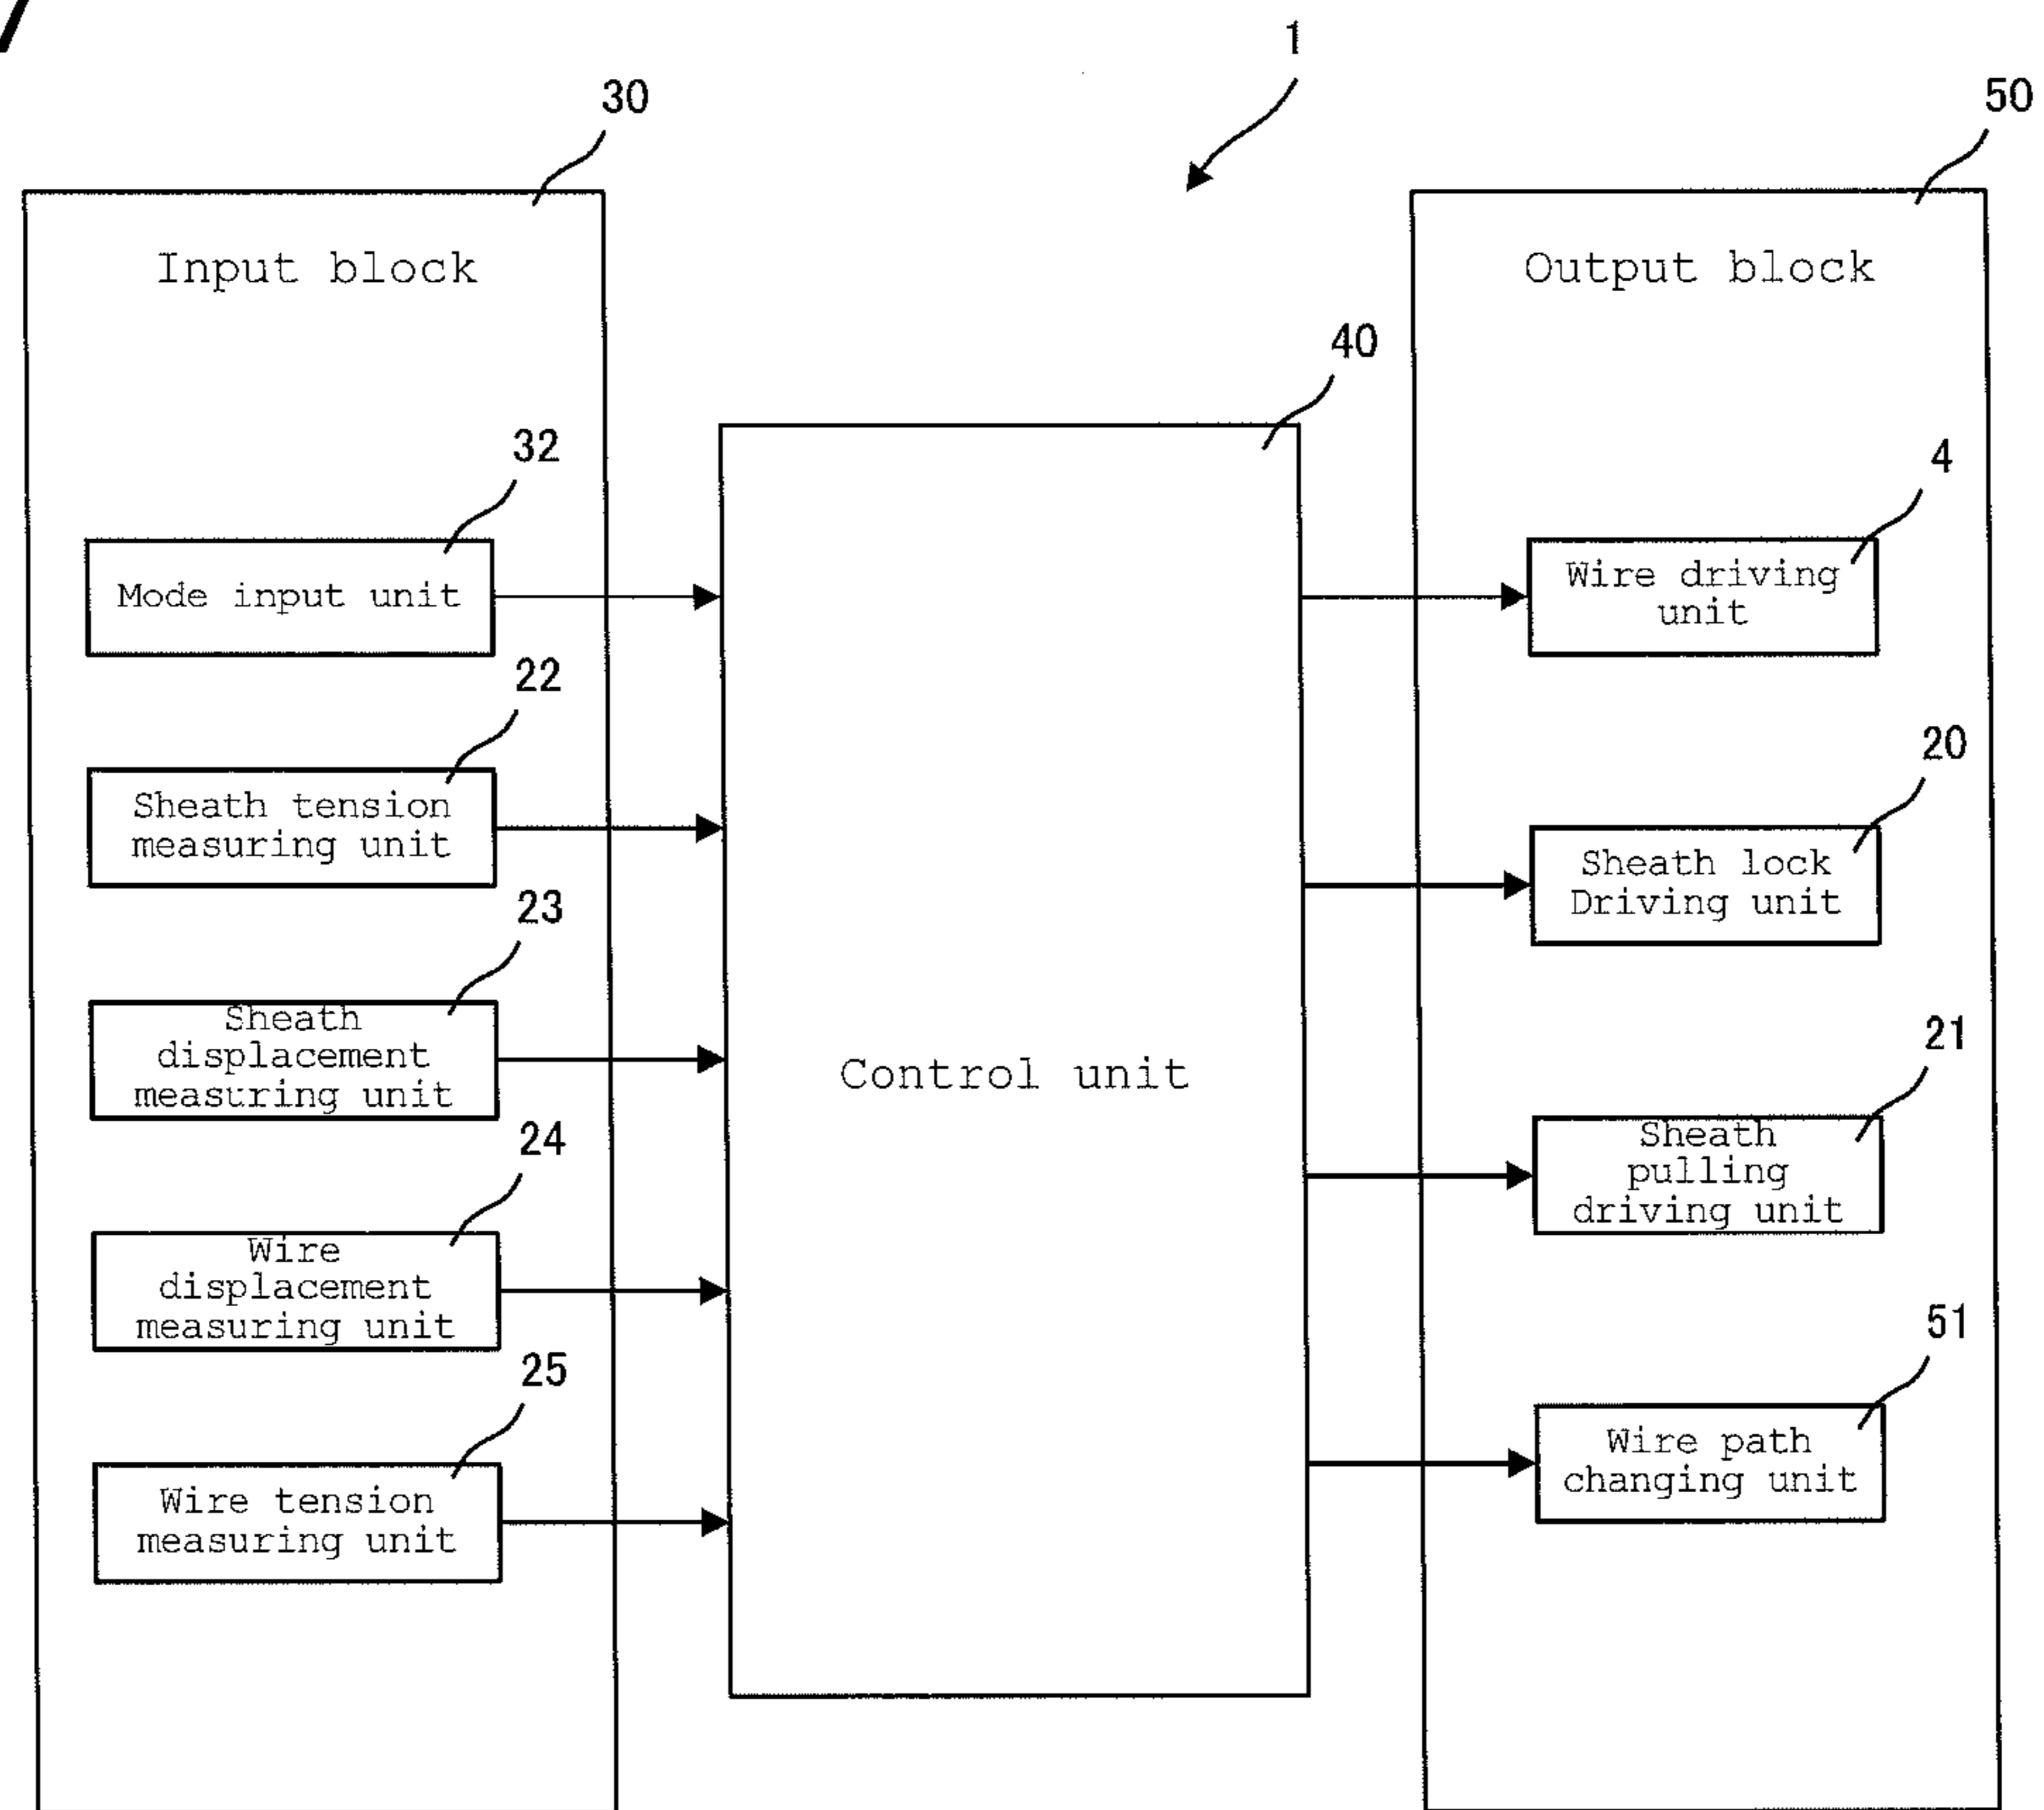 1
30
50
Input block
Output block
40
32
4
Mode input unit
Wire driving
unit
22
20
Sheath tension
measuring unit
Sheath lock
Driving unit
23
21
Sheath
displacement
measuring unit
Control unit
Sheath
pulling
driving unit
24
51
Wire
displacement
measuring unit
25
Wire path
changing unit
Wire tension
measuring unit